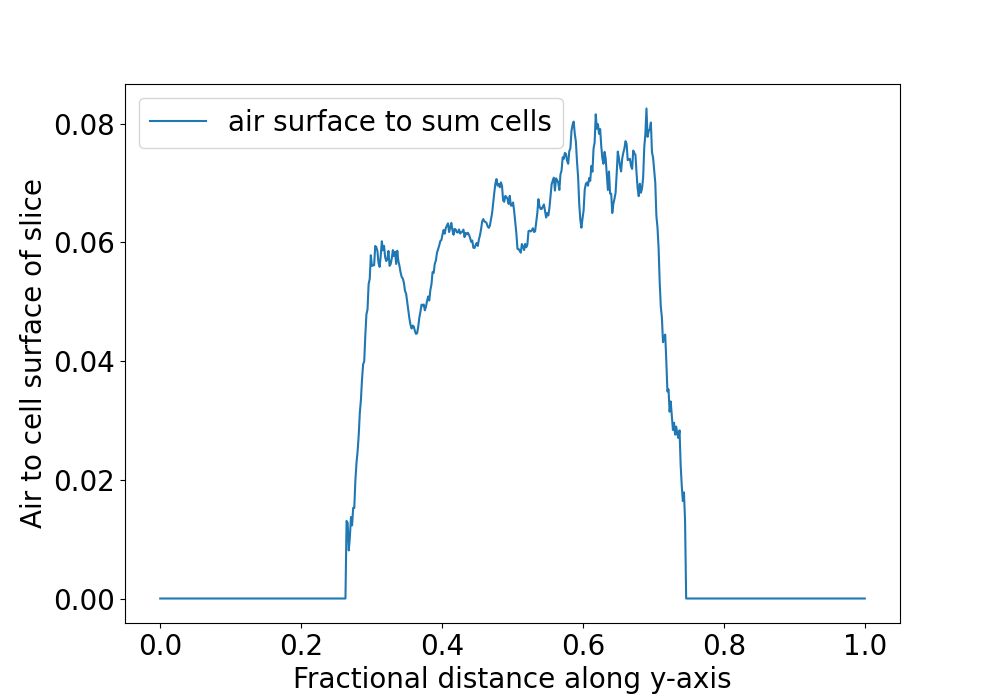 air surface to sum cells
Air to cell surface of slice
0.08
0.06
0.04
0.02
0.00
0.0 0.2 0.4 0.6 0.8 1.0
Fractional distance along y-axis